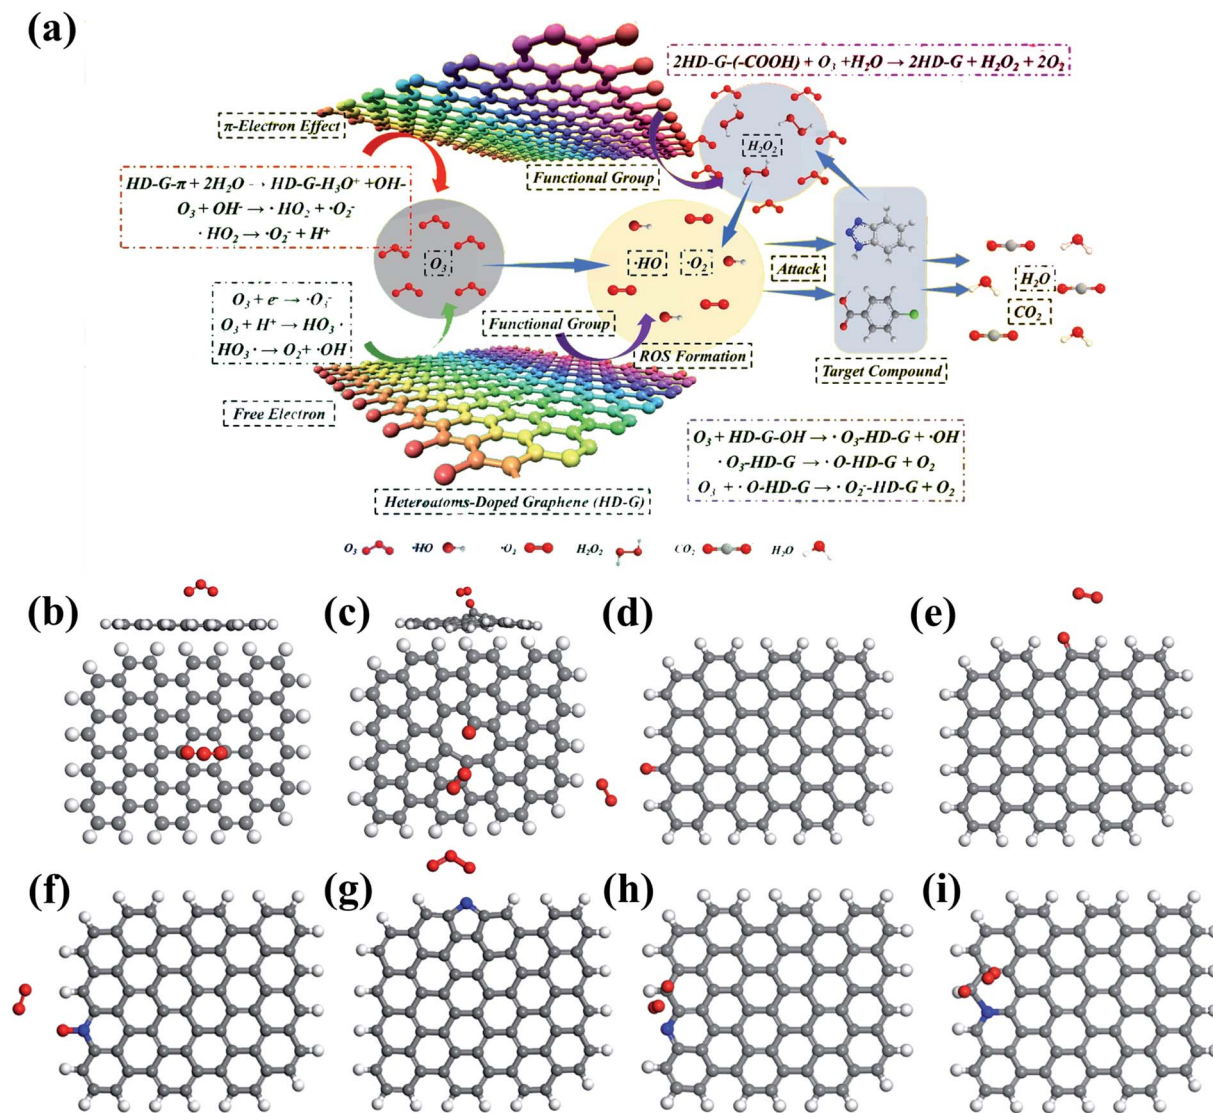 (a)
2HD-G-(-COOH) + O₃ +H₂O → 2HD-G + H₂O₂ + 2O₂
π-Electron Effect
H₂O₂
Functional Group
HD-G-π + 2H₂O → HD-G-H₃O⁺ +OH-
O₃ + OH⁻ → · HO₂ + ·O₂⁻
· HO₂ → ·O₂⁻ + H⁺
O₃
·HO
·O₂
Attack
H₂O
CO₂
O₃ + e⁻ → ·O₃⁻
O₃ + H⁺ → HO₃ ·
HO₃ · → O₂ + ·OH
Functional Group
ROS Formation
Target Compound
Free Electron
O₃ + HD-G-OH → · O₃-HD-G + ·OH
· O₃-HD-G → · O-HD-G + O₂
O₃ + · O-HD-G → · O₂⁻-HD-G + O₂
Heteroatoms-Doped Graphene (HD-G)
O₃
·HO
·O₂
H₂O₂
CO₂
H₂O
(b)
(c)
(d)
(e)
(f)
(g)
(h)
(i)